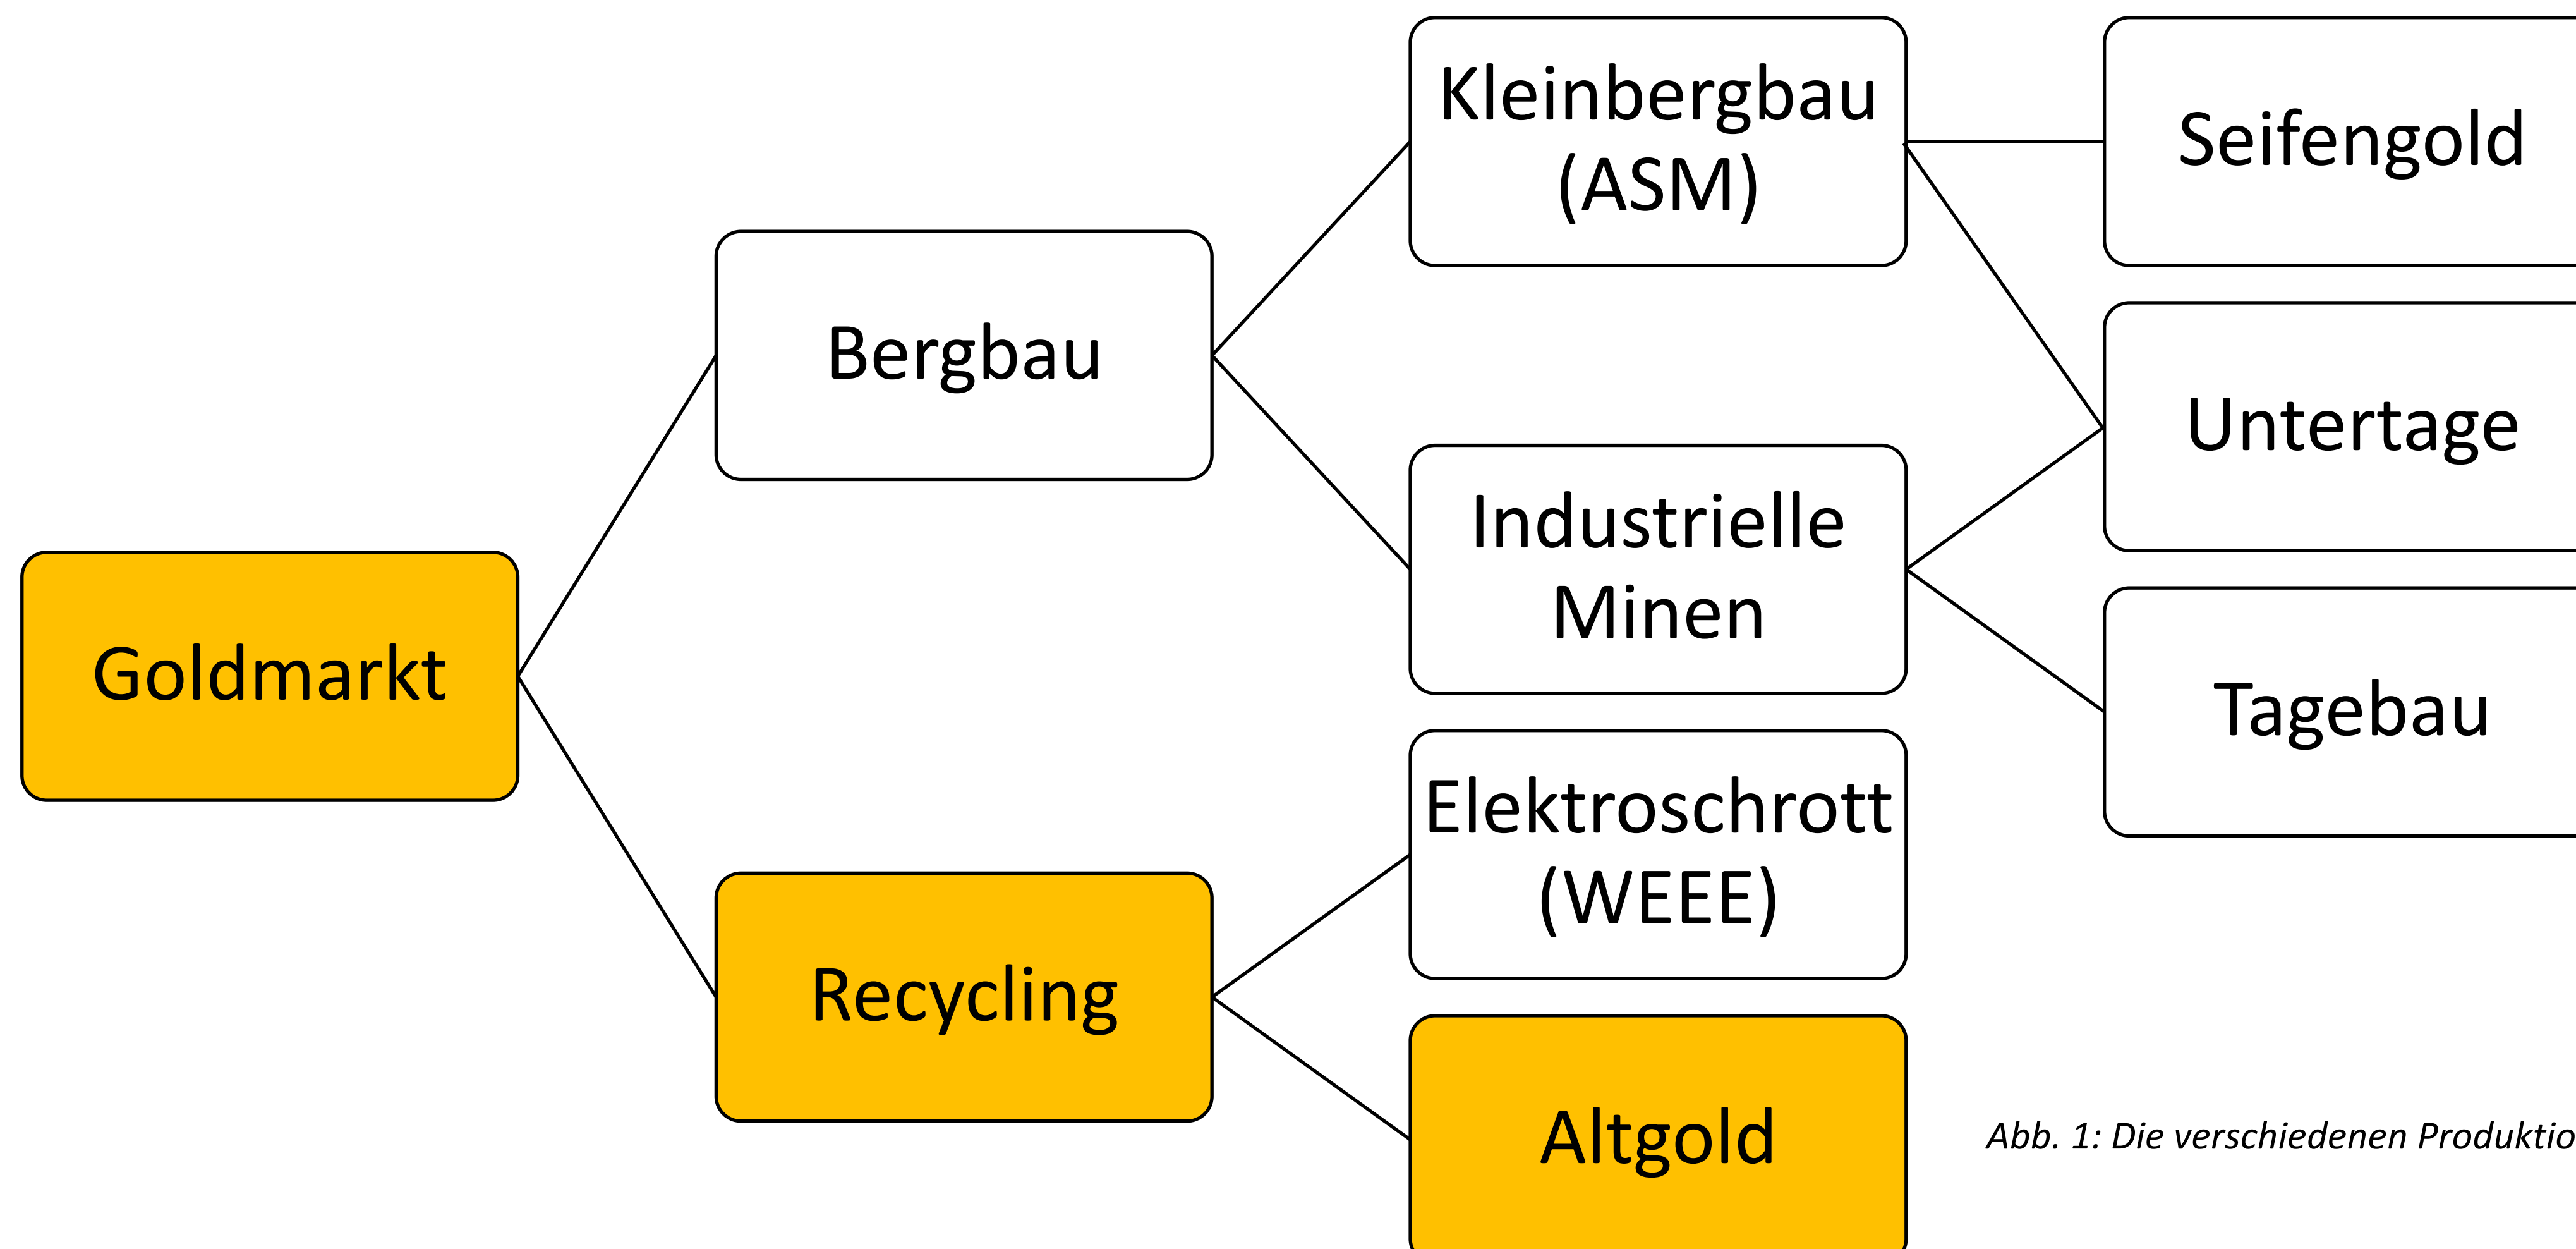 Goldmarkt
Bergbau
Recycling
Kleinbergbau
(ASM)
Industrielle
Minen
Elektroschrott
(WEEE)
Altgold
Seifengold
Untertage
Tagebau
Abb. 1: Die verschiedenen